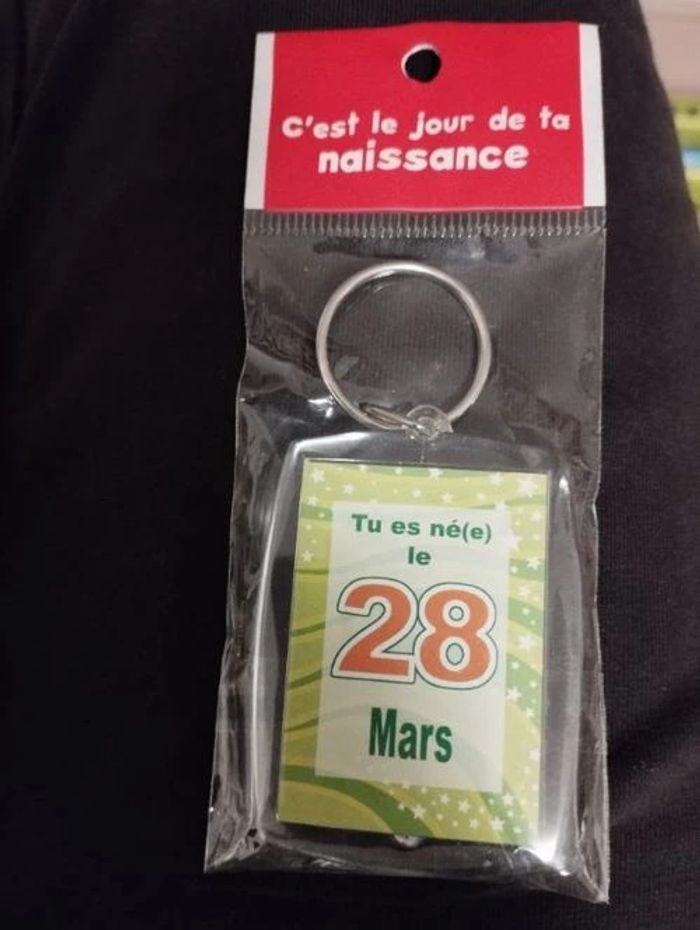 C'est le jour de ta
naissance
Tu es né(e)
le
28
Mars